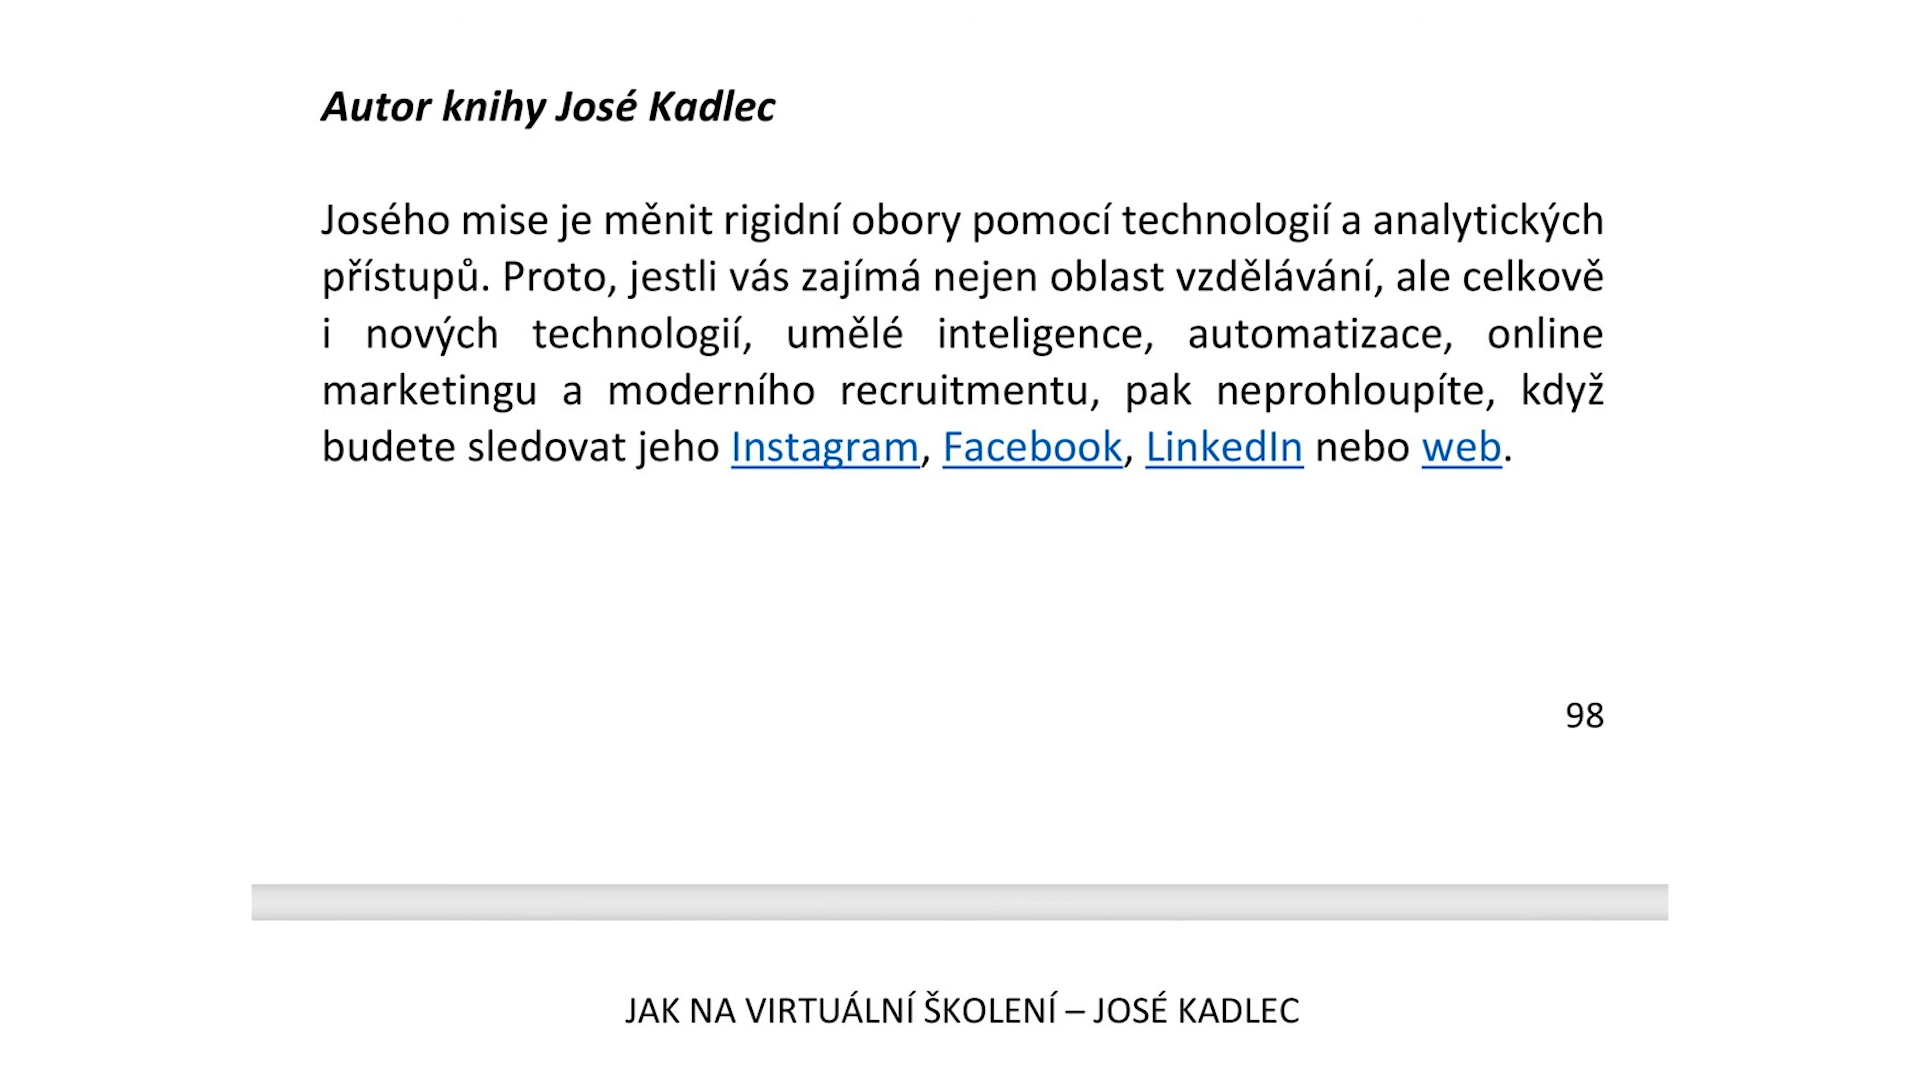 Autor knihy José Kadlec
Josého mise je měnit rigidní obory pomocí technologií a analytických
přístupů. Proto, jestli vás zajímá nejen oblast vzdělávání, ale celkově
i nových technologií, umělé inteligence, automatizace, online
marketingu a moderního recruitmentu, pak neprohloupíte, když
budete sledovat jeho Instagram, Facebook, LinkedIn nebo web.
98
JAK NA VIRTUÁLNÍ ŠKOLENÍ – JOSÉ KADLEC